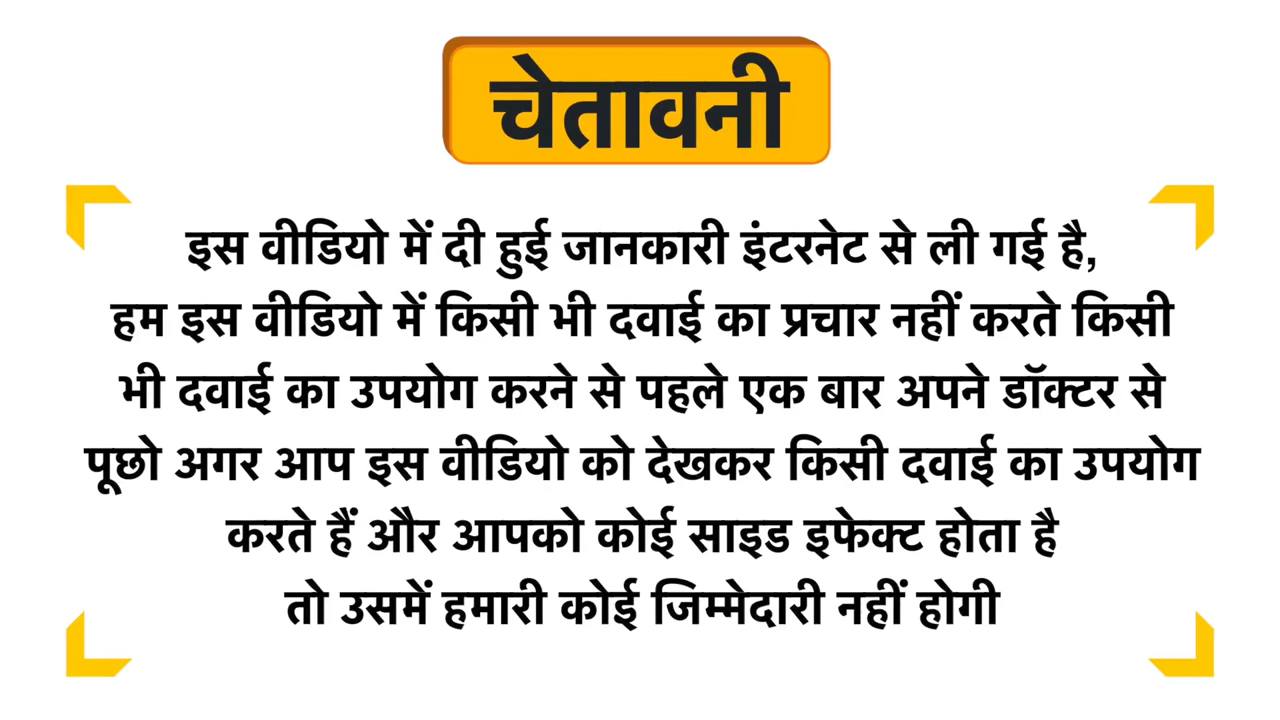 चेतावनी
इस वीडियो में दी हुई जानकारी इंटरनेट से ली गई है,
हम इस वीडियो में किसी भी दवाई का प्रचार नहीं करते किसी
भी दवाई का उपयोग करने से पहले एक बार अपने डॉक्टर से
पूछो अगर आप इस वीडियो को देखकर किसी दवाई का उपयोग
करते हैं और आपको कोई साइड इफेक्ट होता है
तो उसमें हमारी कोई जिम्मेदारी नहीं होगी